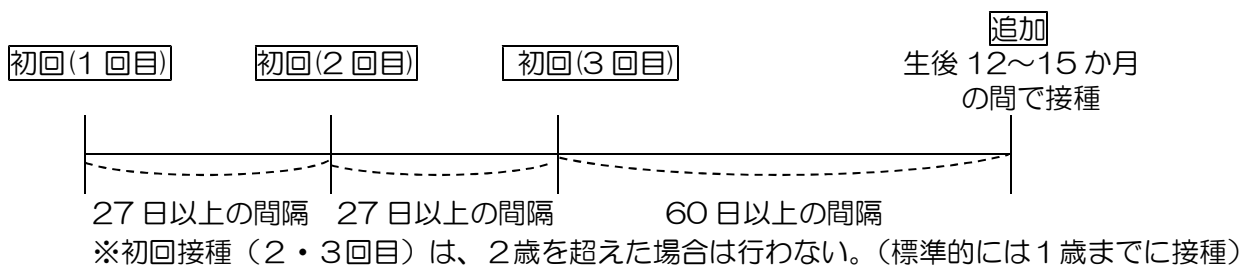 追加
初回(1 回目) 初回(2 回目) 初回(3 回目) 生後 12～15 か月
の間で接種
27 日以上の間隔 27 日以上の間隔 60 日以上の間隔
※初回接種（２・３回目）は、２歳を超えた場合は行わない。（標準的には１歳までに接種）